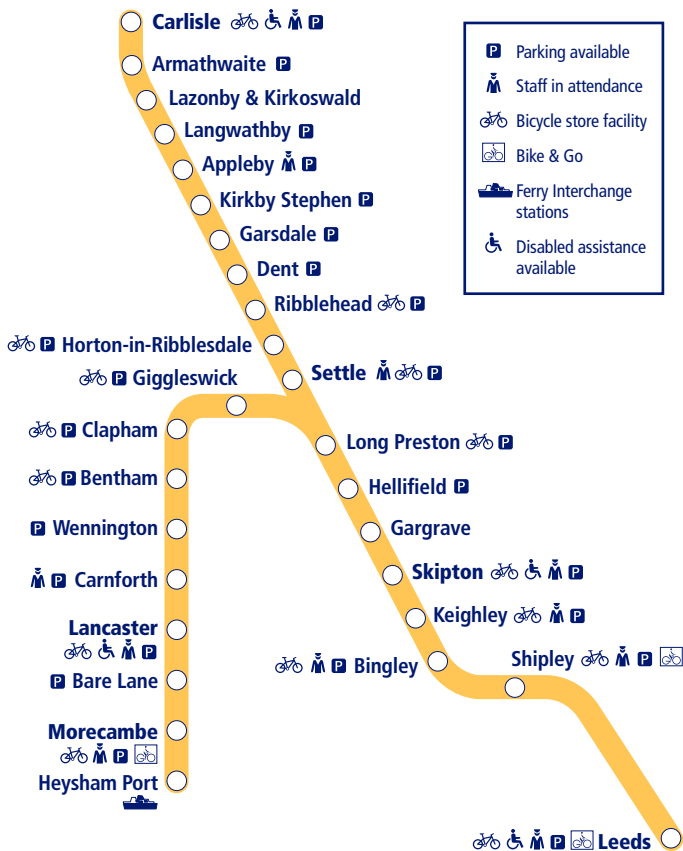 Carlisle P
Armathwaite P
Lazonby & Kirkoswald
Langwathby P
Appleby P
Kirkby Stephen P
Garsdale P
Dent P
Ribblehead P
P Horton-in-Ribblesdale
P Giggleswick
Settle P
P Clapham
Long Preston P
P Bentham
Hellifield P
P Wennington
Gargrave
P Carnforth
Skipton P
Lancaster
P
Keighley P
P Bare Lane
P Bingley
Shipley P
Morecambe
P
Heysham Port
P Leeds
P Parking available
Staff in attendance
Bicycle store facility
Bike & Go
Ferry Interchange
stations
Disabled assistance
available